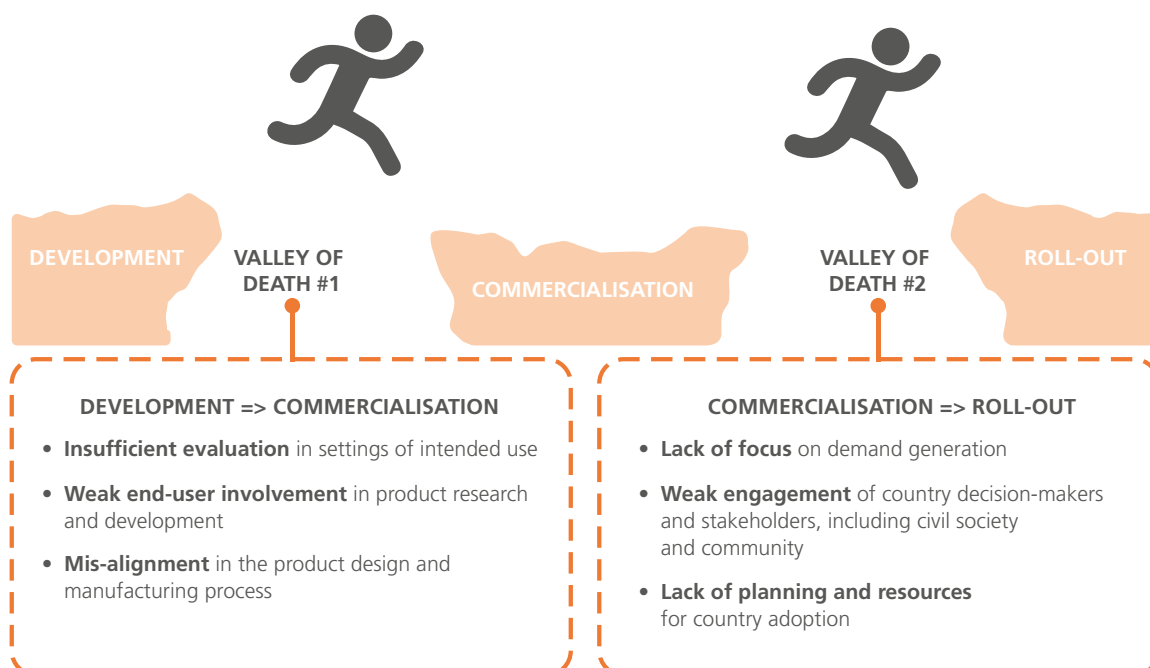 DEVELOPMENT
VALLEY OF
DEATH #1
COMMERCIALISATION
VALLEY OF
DEATH #2
ROLL-OUT
DEVELOPMENT => COMMERCIALISATION
• Insufficient evaluation in settings of intended use
• Weak end-user involvement in product research
and development
• Mis-alignment in the product design and
manufacturing process
COMMERCIALISATION => ROLL-OUT
• Lack of focus on demand generation
• Weak engagement of country decision-makers
and stakeholders, including civil society
and community
• Lack of planning and resources
for country adoption